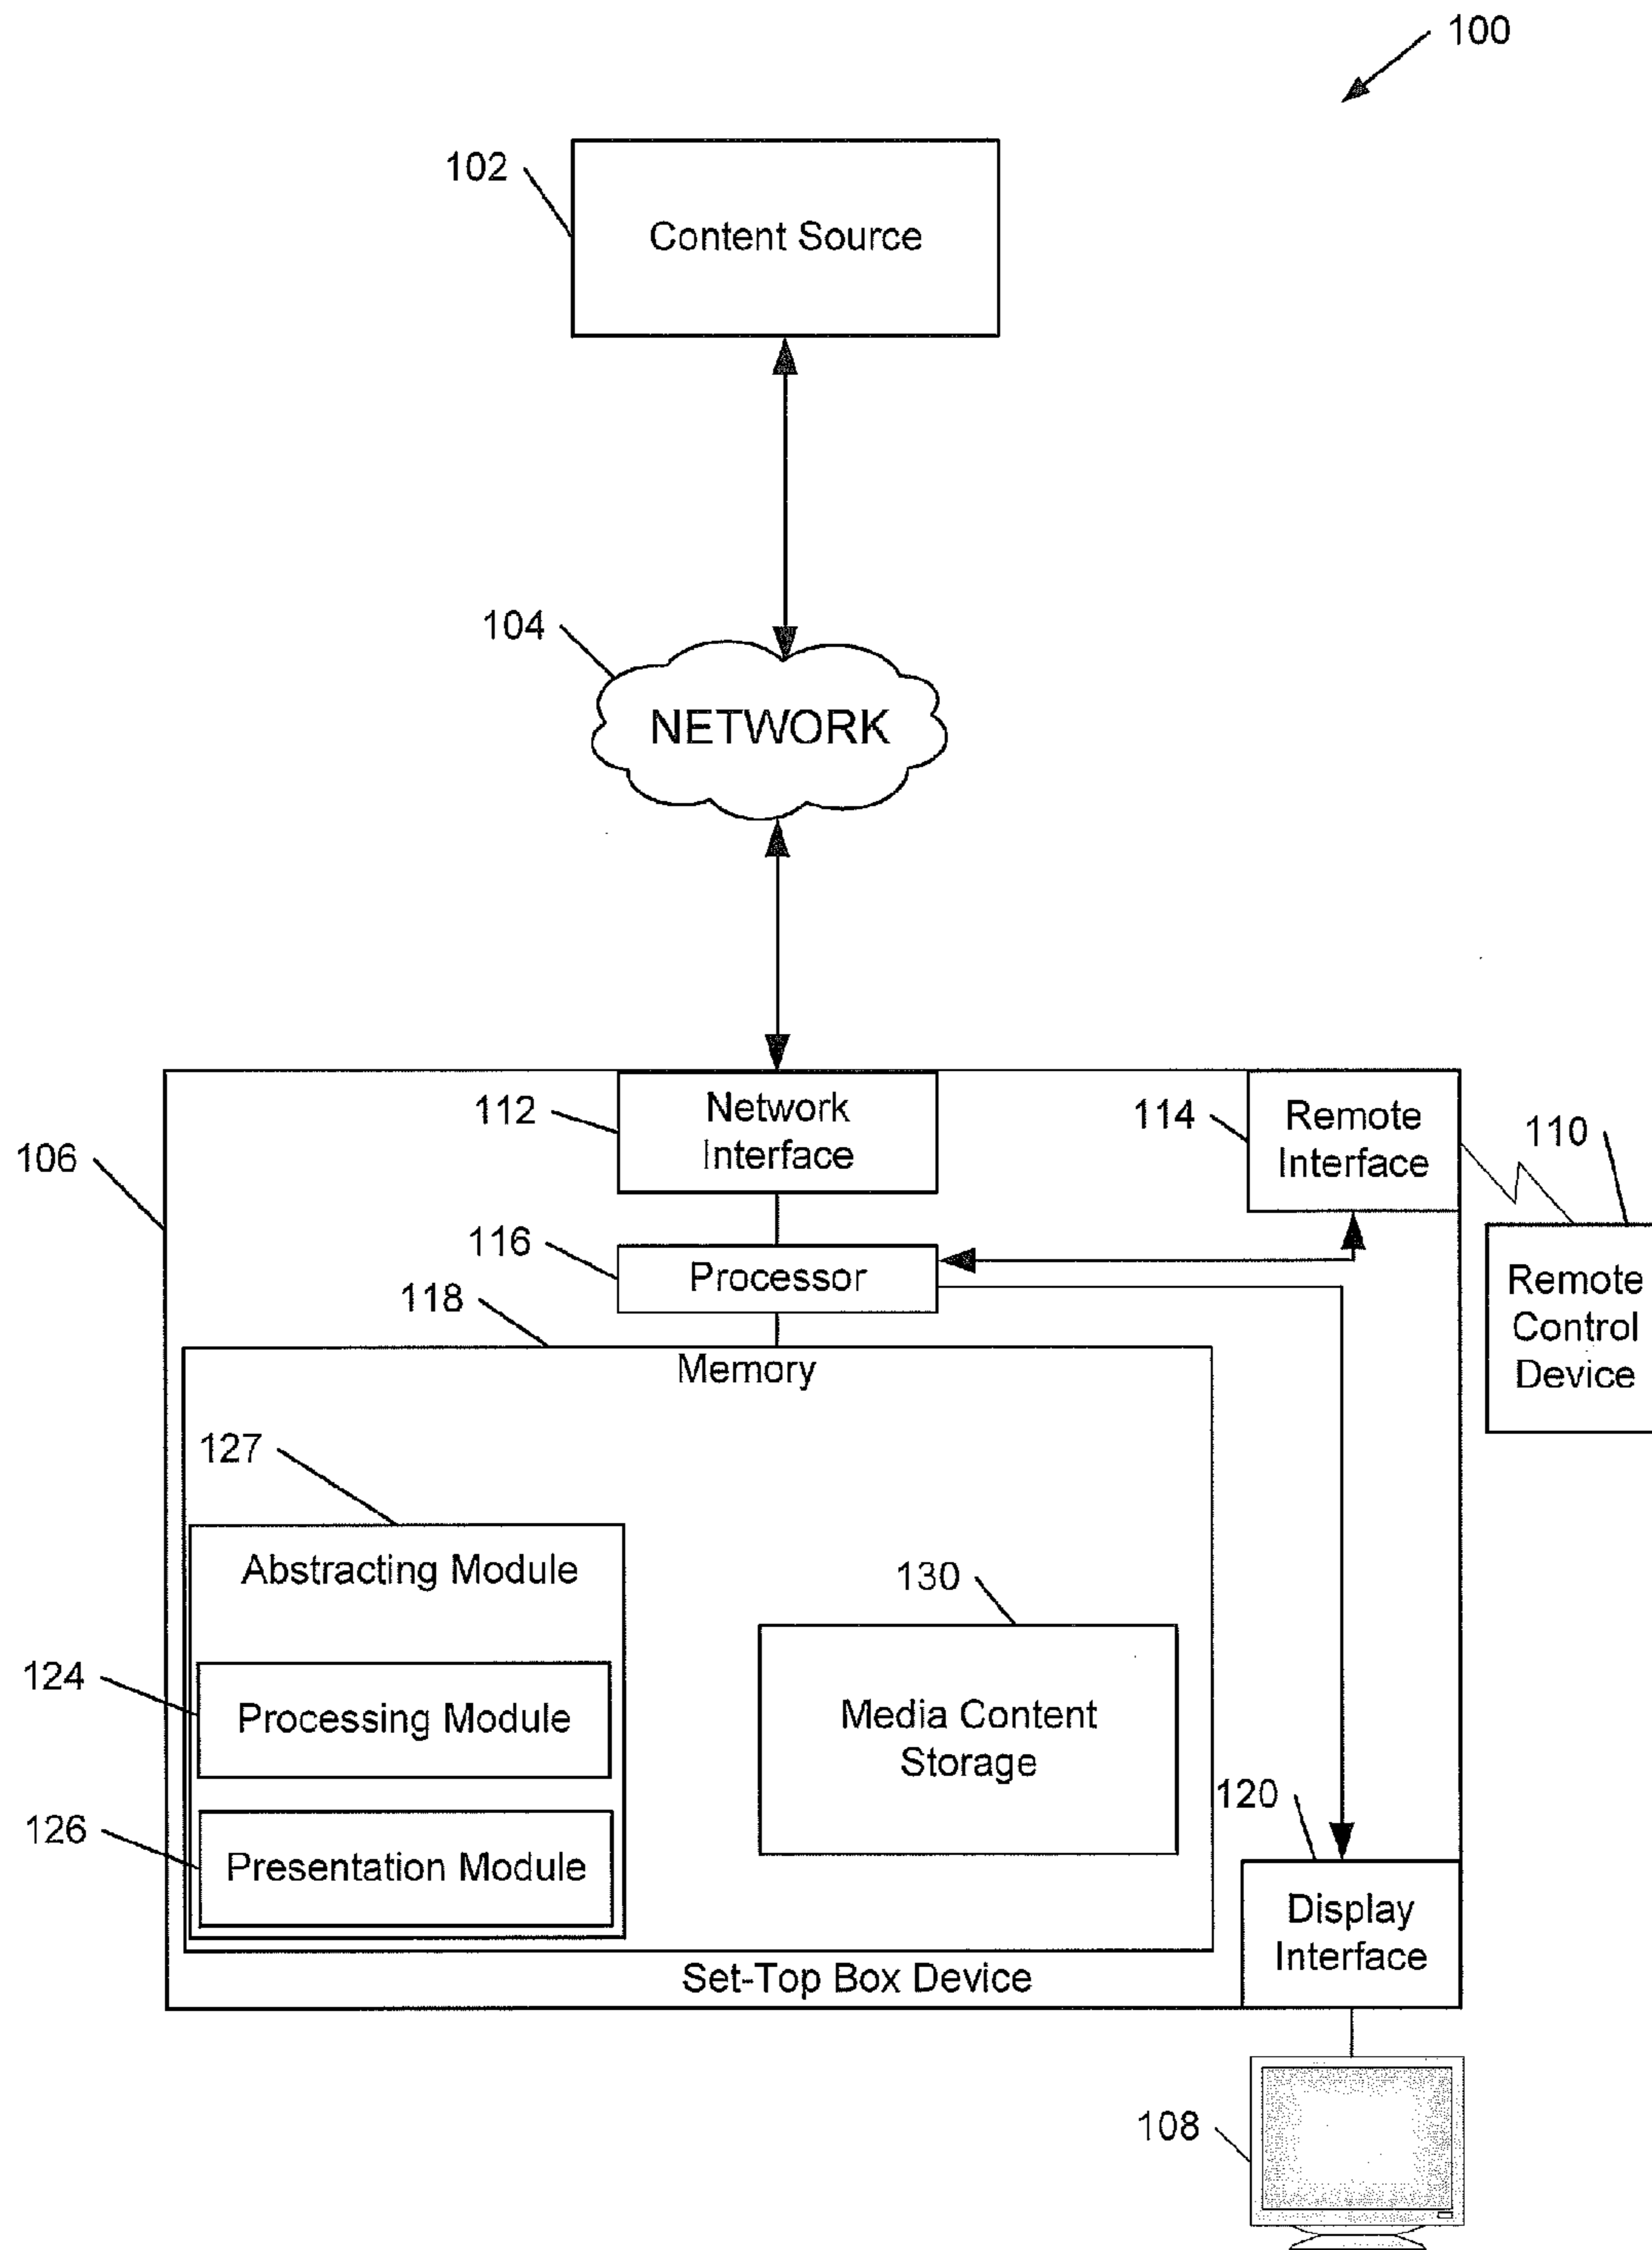 100
102
Content Source
104
NETWORK
106
112
Network
Interface
114
Remote
Interface
110
116
Processor
Remote
Control
Device
118
Memory
127
Abstracting Module
130
124
Processing Module
Media Content
Storage
120
126
Presentation Module
Display
Interface
Set-Top Box Device
108